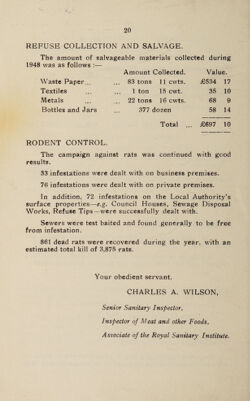 20
REFUSE COLLECTION AND SALVAGE.
The amount of salvageable materials collected during
1948 was as follows :—
Amount Collected. Value.
Waste Paper... ... 83 tons 11 cwts. £534 17
Textiles ... ... 1 ton 15 cwt. 35 10
Metals ... ... 22 tons 16 cwts. 68 9
Bottles and Jars ... 377 dozen 58 14
Total ... £697 10
RODENT CONTROL.
The campaign against rats was continued with good
results.
33 infestations were dealt with on business premises.
76 infestations were dealt with on private premises.
In addition, 72 infestations on the Local Authority's
surface properties—e.g. Council Houses, Sewage Disposal
Works, Refuse Tips—were successfully dealt with.
Sewers were test baited and found generally to be free
from infestation.
861 dead rats were recovered during the year, with an
estimated total kill of 3,875 rats.
Your obedient servant,
CHARLES A. WILSON,
Senior Sanitary Inspector,
Inspector of Meat and other Foods,
Associate of the Royal Sanitary Institute.